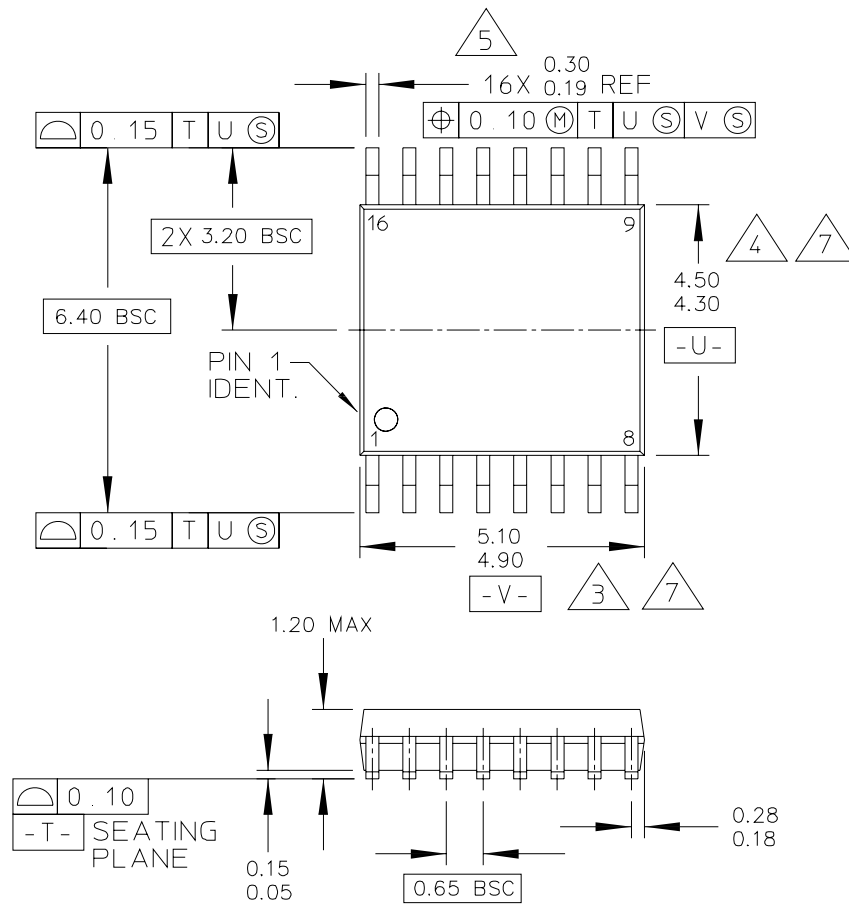 5
0.30
16X 0.19 REF
⌓ 0.15 T U Ⓢ
⌖ 0.10 Ⓜ T U Ⓢ V Ⓢ
16
9
2X 3.20 BSC
4 7
4.50
4.30
6.40 BSC
-U-
PIN 1
IDENT.
1
8
⌓ 0.15 T U Ⓢ
5.10
4.90
-V-
3 7
1.20 MAX
⌓ 0.10
-T- SEATING
PLANE
0.15
0.05
0.65 BSC
0.28
0.18